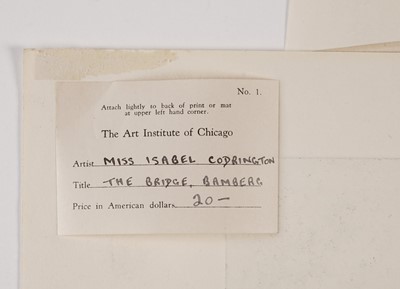 No. 1.
Attach lightly to back of print or mat
at upper left hand corner.
The Art Institute of Chicago
Artist MISS ISABEL CODRINGTON
Title THE BRIDGE, BAMBERG
Price in American dollars 20—